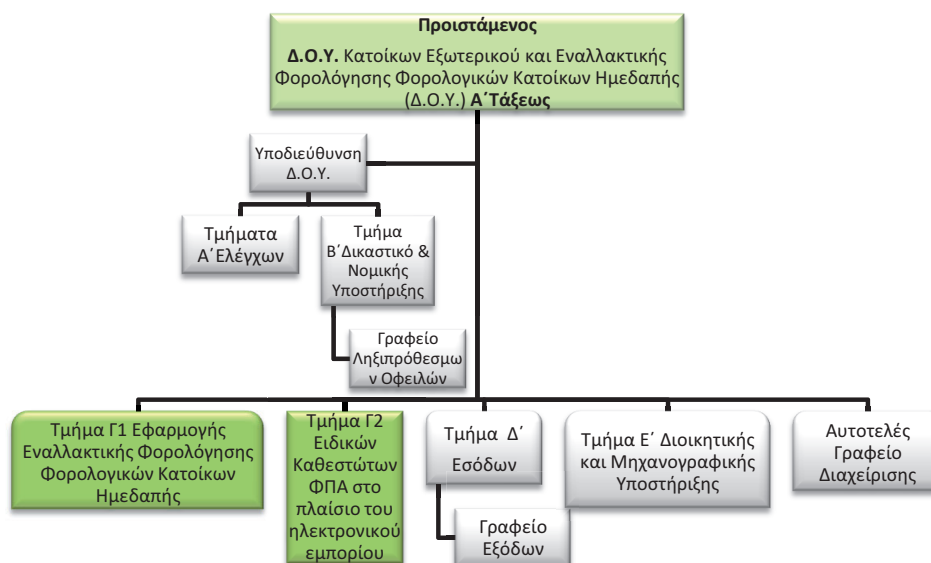 Προιστάμενος
Δ.Ο.Υ. Κατοίκων Εξωτερικού και Εναλλακτικής
Φορολόγησης Φορολογικών Κατοίκων Ημεδαπής
(Δ.Ο.Υ.) Α΄Τάξεως
Υποδιεύθυνση
Δ.Ο.Υ.
Τμήματα
Α΄Ελέγχων
Τμήμα
Β΄Δικαστικό &
Νομικής
Υποστήριξης
Γραφείο
Ληξιπρόθεσμω
ν Οφειλών
Τμήμα Γ1 Εφαρμογής
Εναλλακτικής Φορολόγησης
Φορολογικών Κατοίκων
Ημεδαπής
Τμήμα Γ2
Ειδικών
Καθεστώτων
ΦΠΑ στο
πλαίσιο του
ηλεκτρονικού
εμπορίου
Τμήμα Δ΄
Εσόδων
Γραφείο
Εξόδων
Τμήμα Ε΄ Διοικητικής
και Μηχανογραφικής
Υποστήριξης
Αυτοτελές
Γραφείο
Διαχείρισης